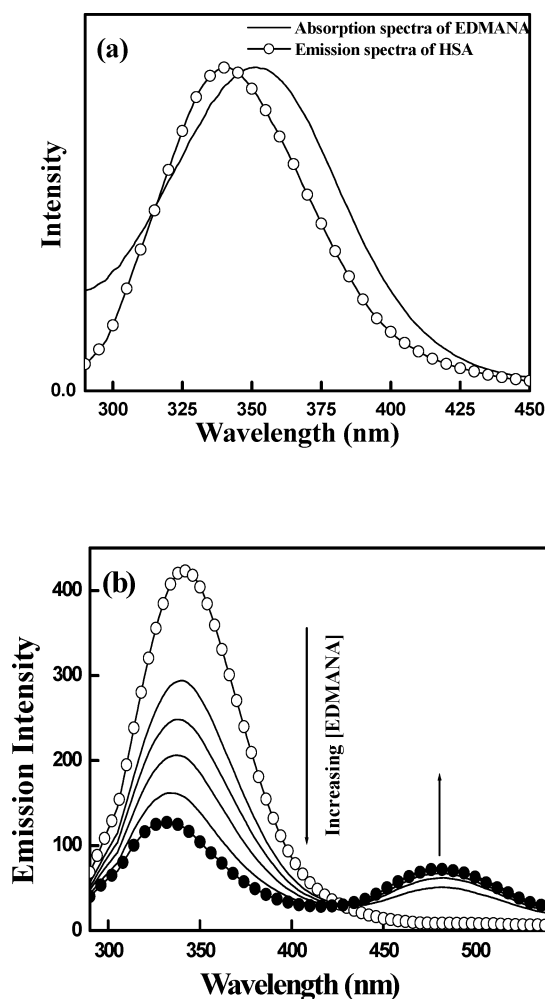 (a)
Absorption spectra of EDMANA
Emission spectra of HSA
Intensity
0.0
300 325 350 375 400 425 450
Wavelength (nm)
(b)
Emission Intensity
400
300
200
100
0
Increasing [EDMANA]
300 350 400 450 500
Wavelength (nm)